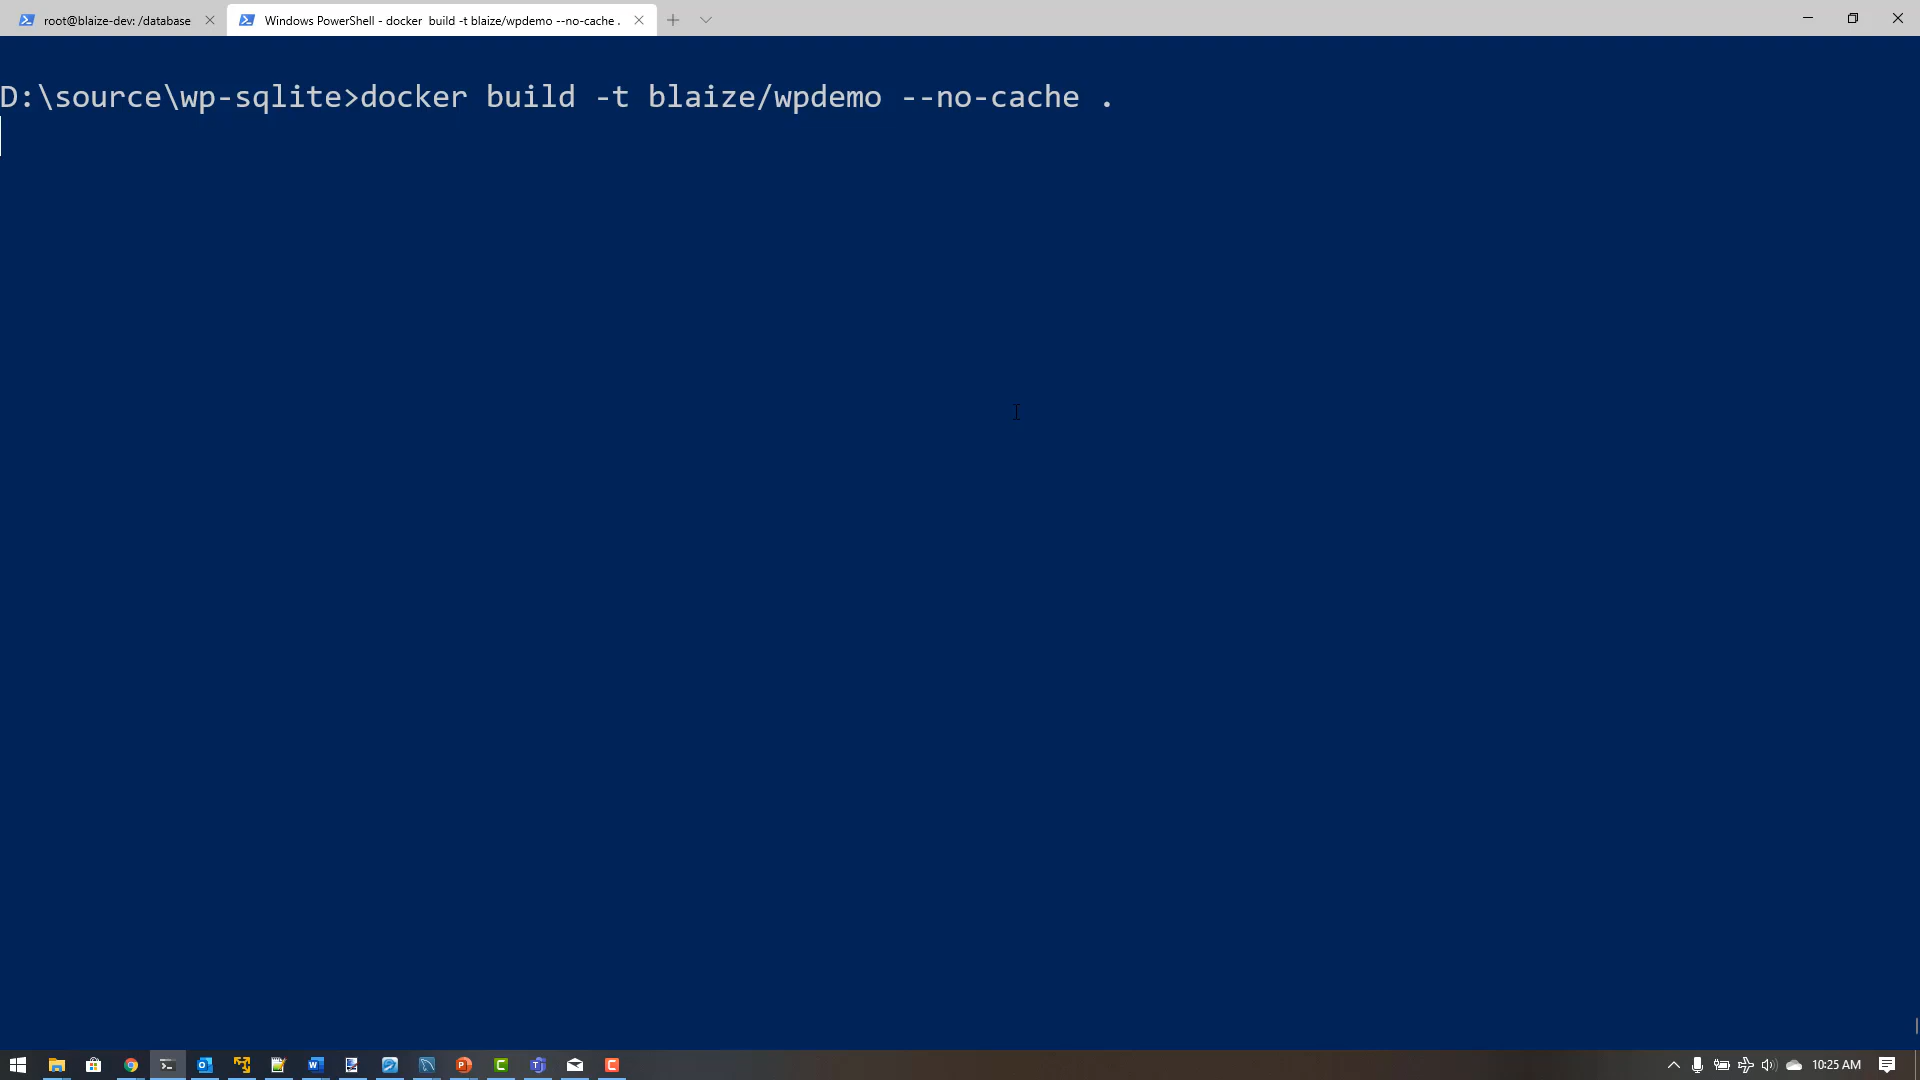 root@blaize-dev: /database
Windows PowerShell - docker  build -t blaize/wpdemo --no-cache .
D:\source\wp-sqlite>docker build -t blaize/wpdemo --no-cache .
10:25 AM